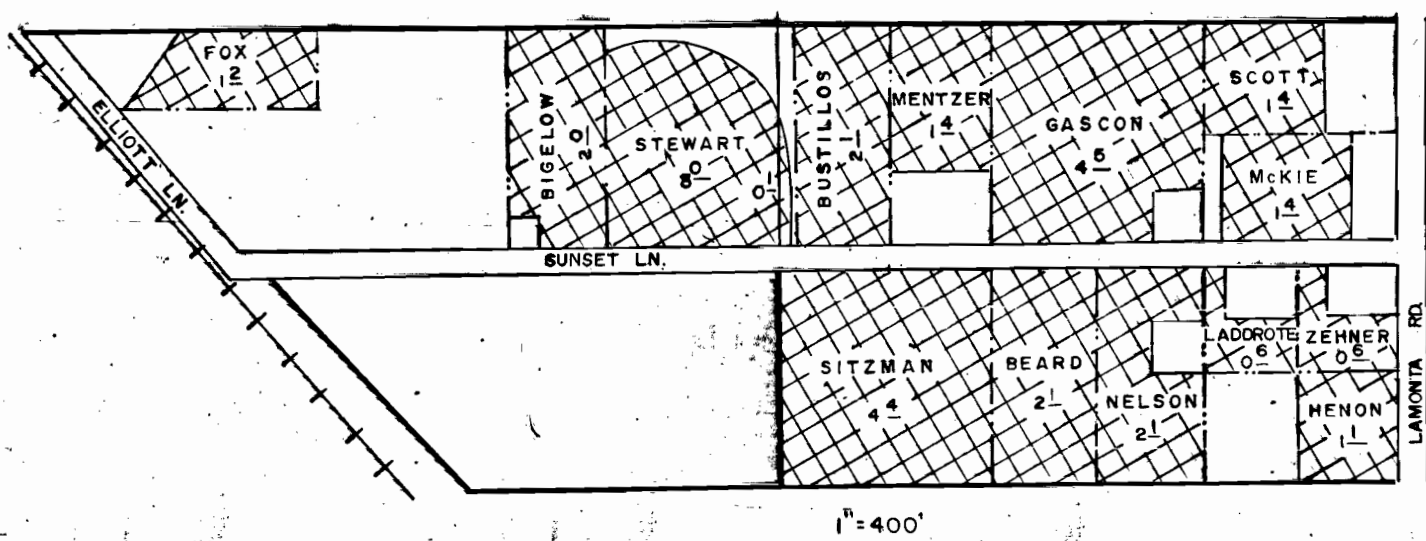 FOX
1 2
ELLIOTT LN.
BIGELOW
2 0
STEWART
8 0
0 1
BUSTILLOS
2 1
MENTZER
1 4
GASCON
4 5
SCOTT
1 4
McKIE
1 4
SUNSET LN.
SITZMAN
4 4
BEARD
2 1
NELSON
2 1
LADDROTE
0 6
ZEHNER
0 6
HENON
1 1
LAMONITA RD.
1"=400'